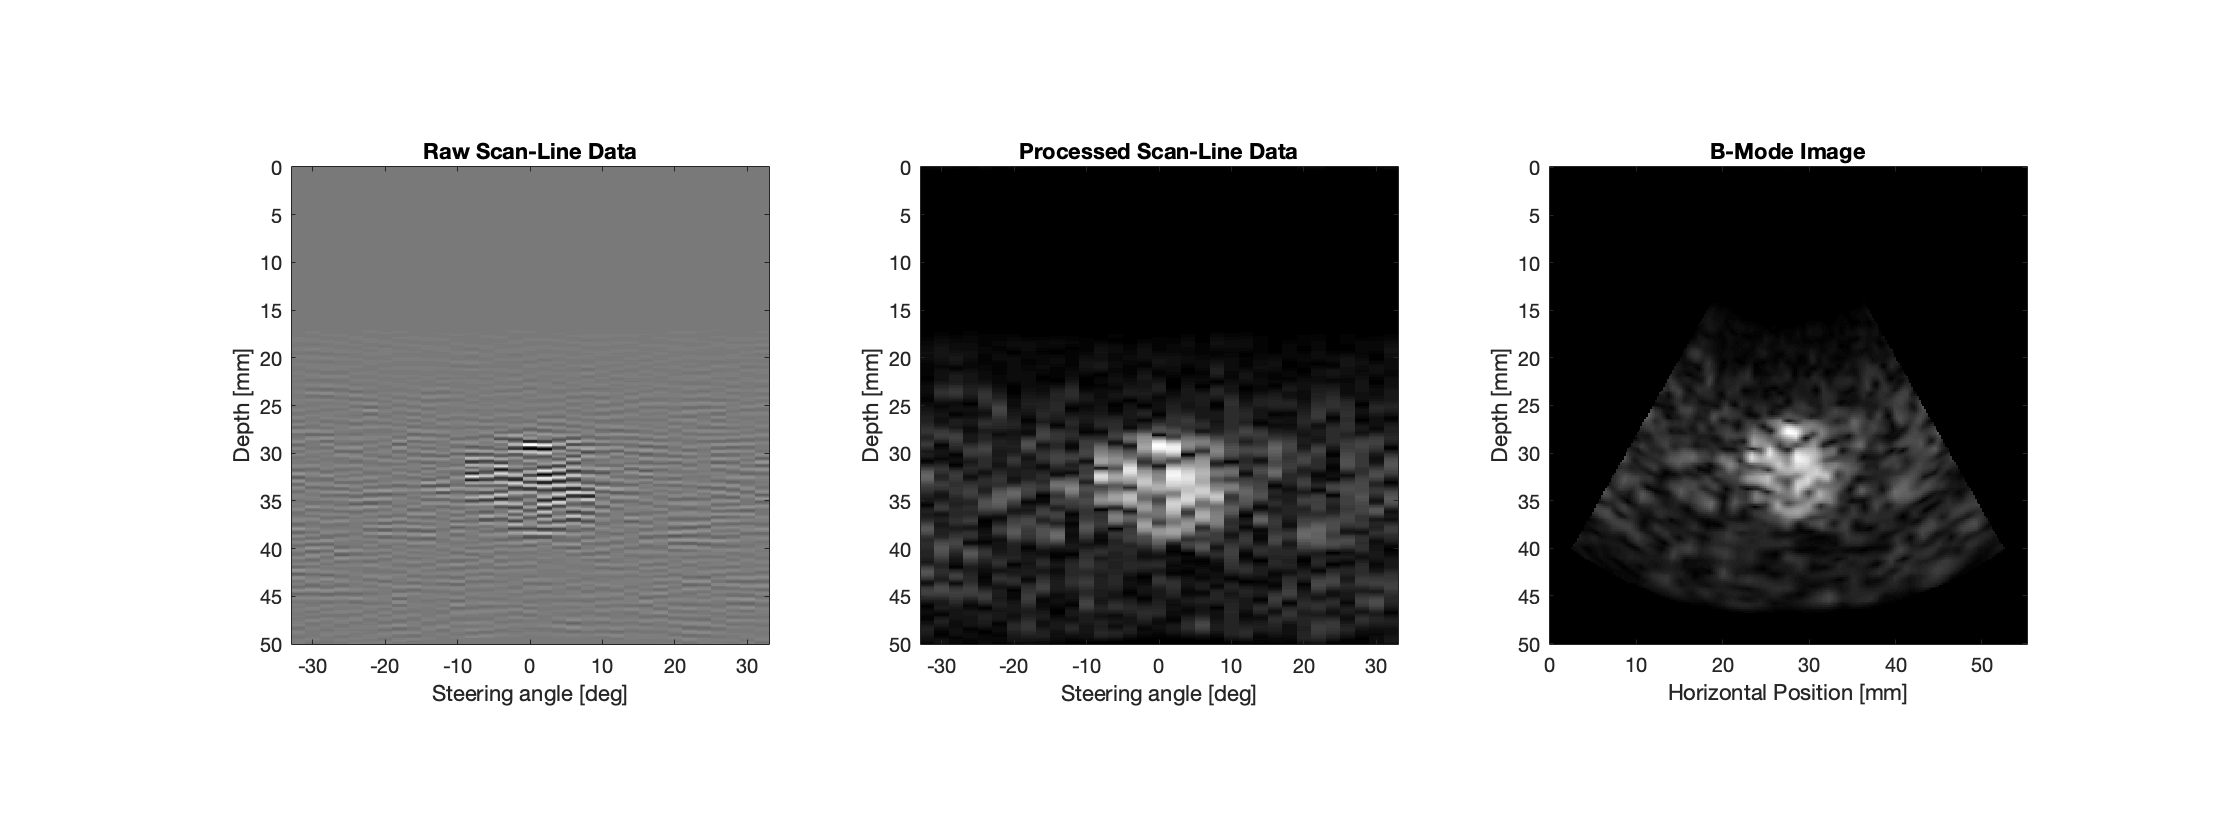 Raw Scan-Line Data
0
5
10
15
20
25
30
35
40
45
50
Depth [mm]
-30 -20 -10 0 10 20 30
Steering angle [deg]
Processed Scan-Line Data
0
5
10
15
20
25
30
35
40
45
50
Depth [mm]
-30 -20 -10 0 10 20 30
Steering angle [deg]
B-Mode Image
0
5
10
15
20
25
30
35
40
45
50
Depth [mm]
0 10 20 30 40 50
Horizontal Position [mm]